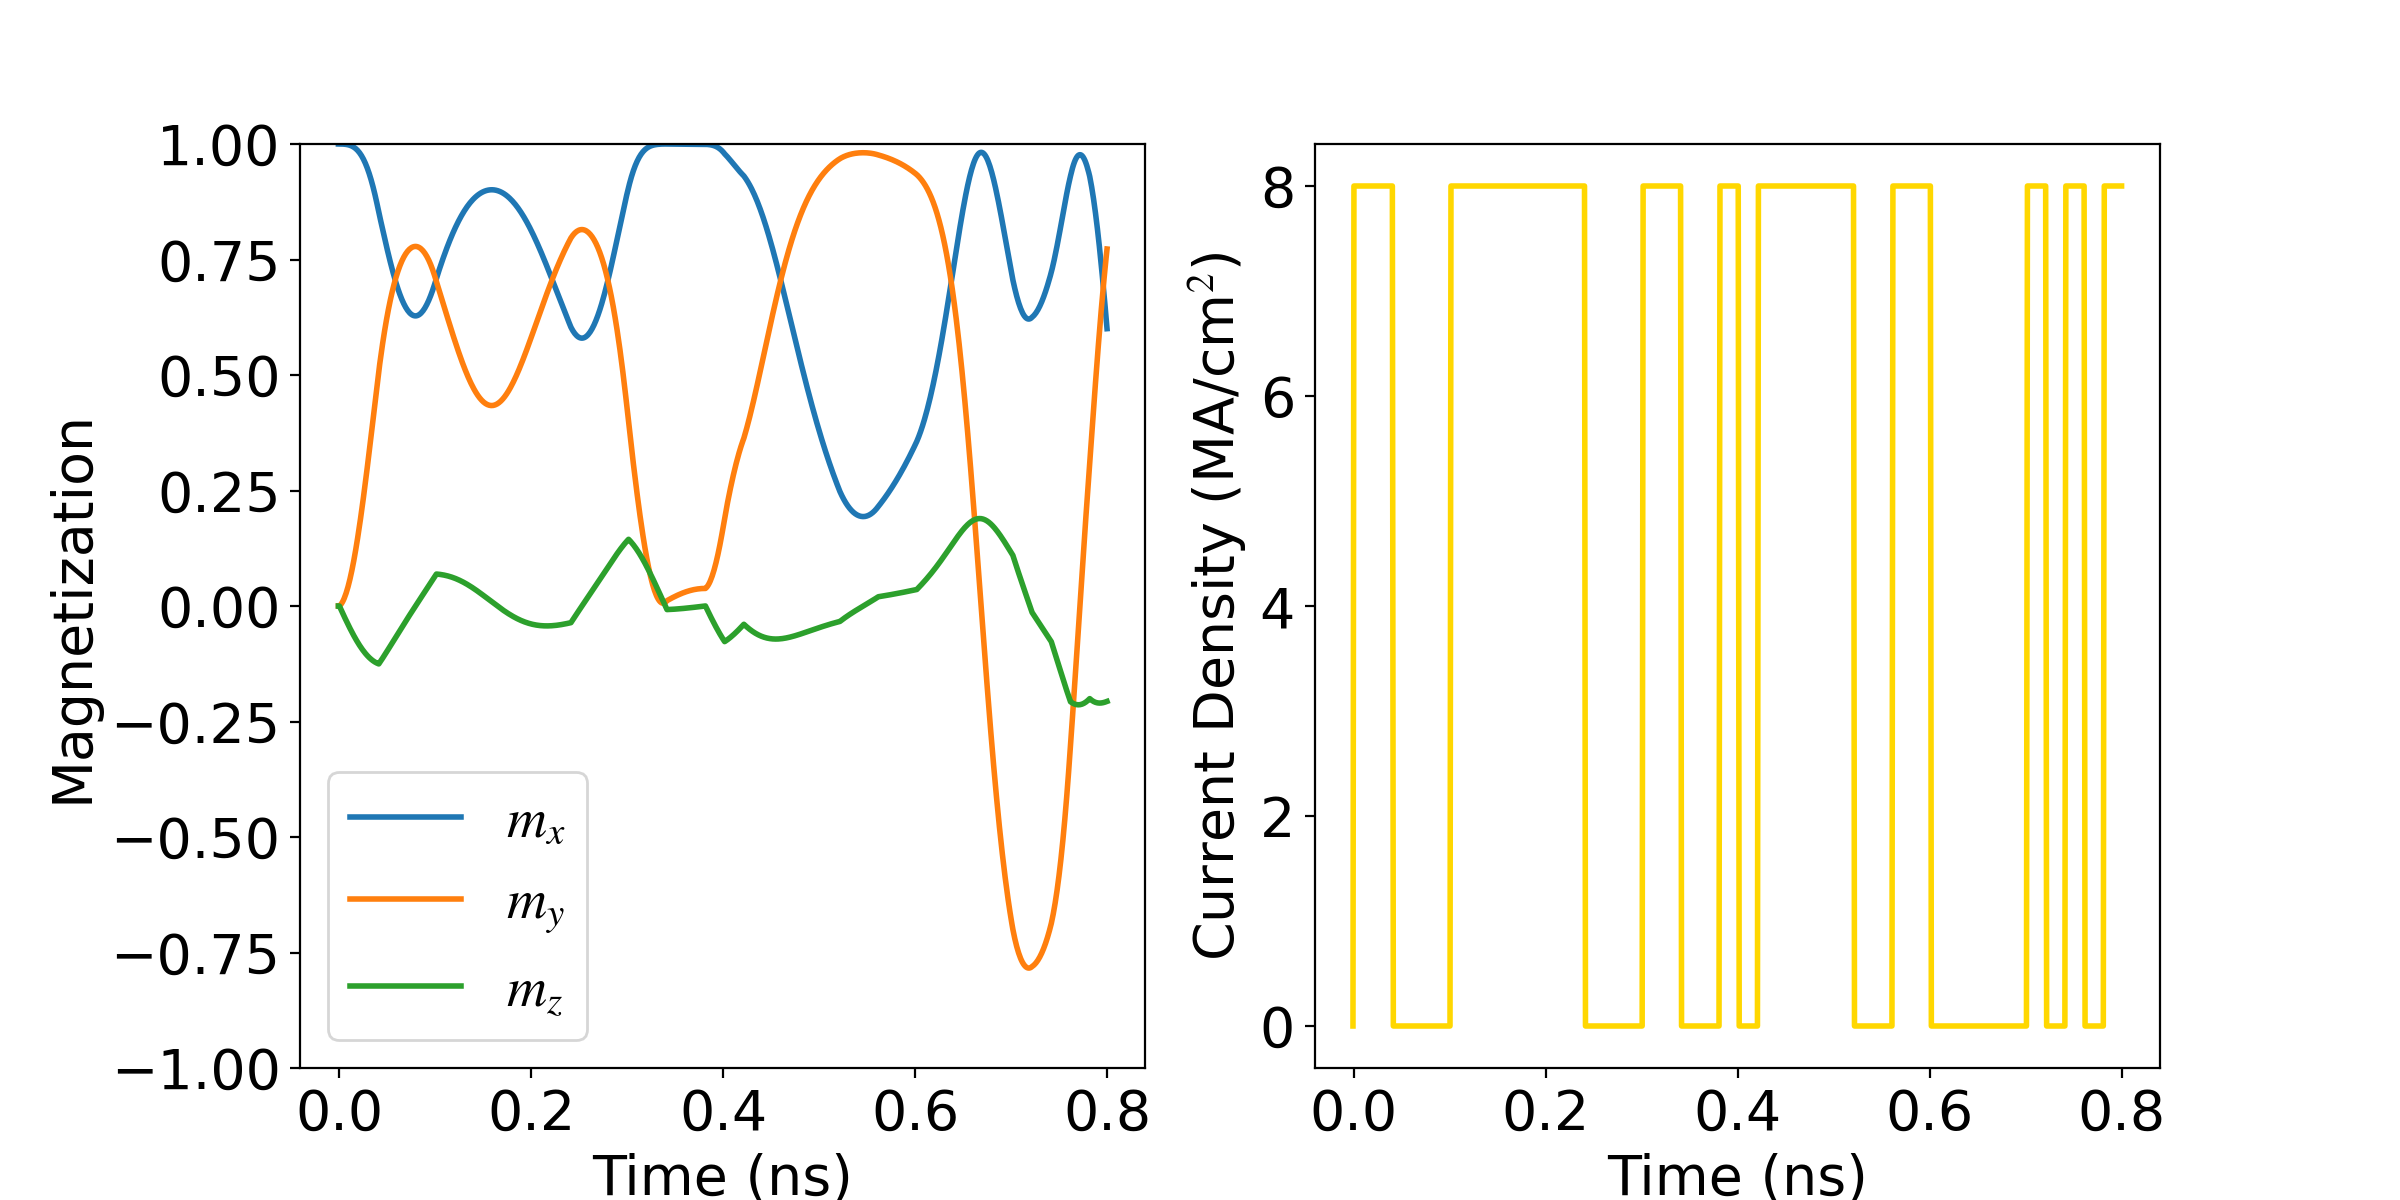 Magnetization
1.00
0.75
0.50
0.25
0.00
−0.25
−0.50
−0.75
−1.00
m_x
m_y
m_z
0.0 0.2 0.4 0.6 0.8
Time (ns)
Current Density (MA/cm²)
8
6
4
2
0
0.0 0.2 0.4 0.6 0.8
Time (ns)